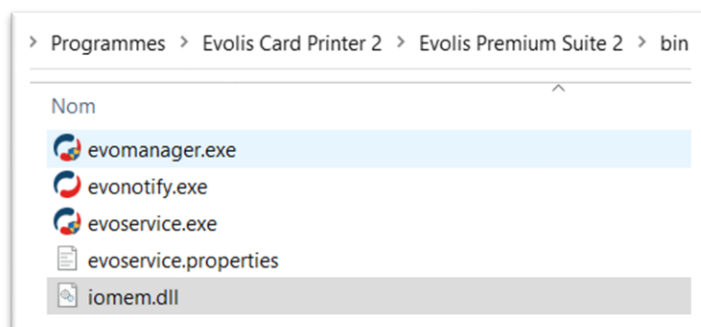 > Programmes > Evolis Card Printer 2 > Evolis Premium Suite 2 > bin
Nom
evomanager.exe
evonotify.exe
evoservice.exe
evoservice.properties
iomem.dll